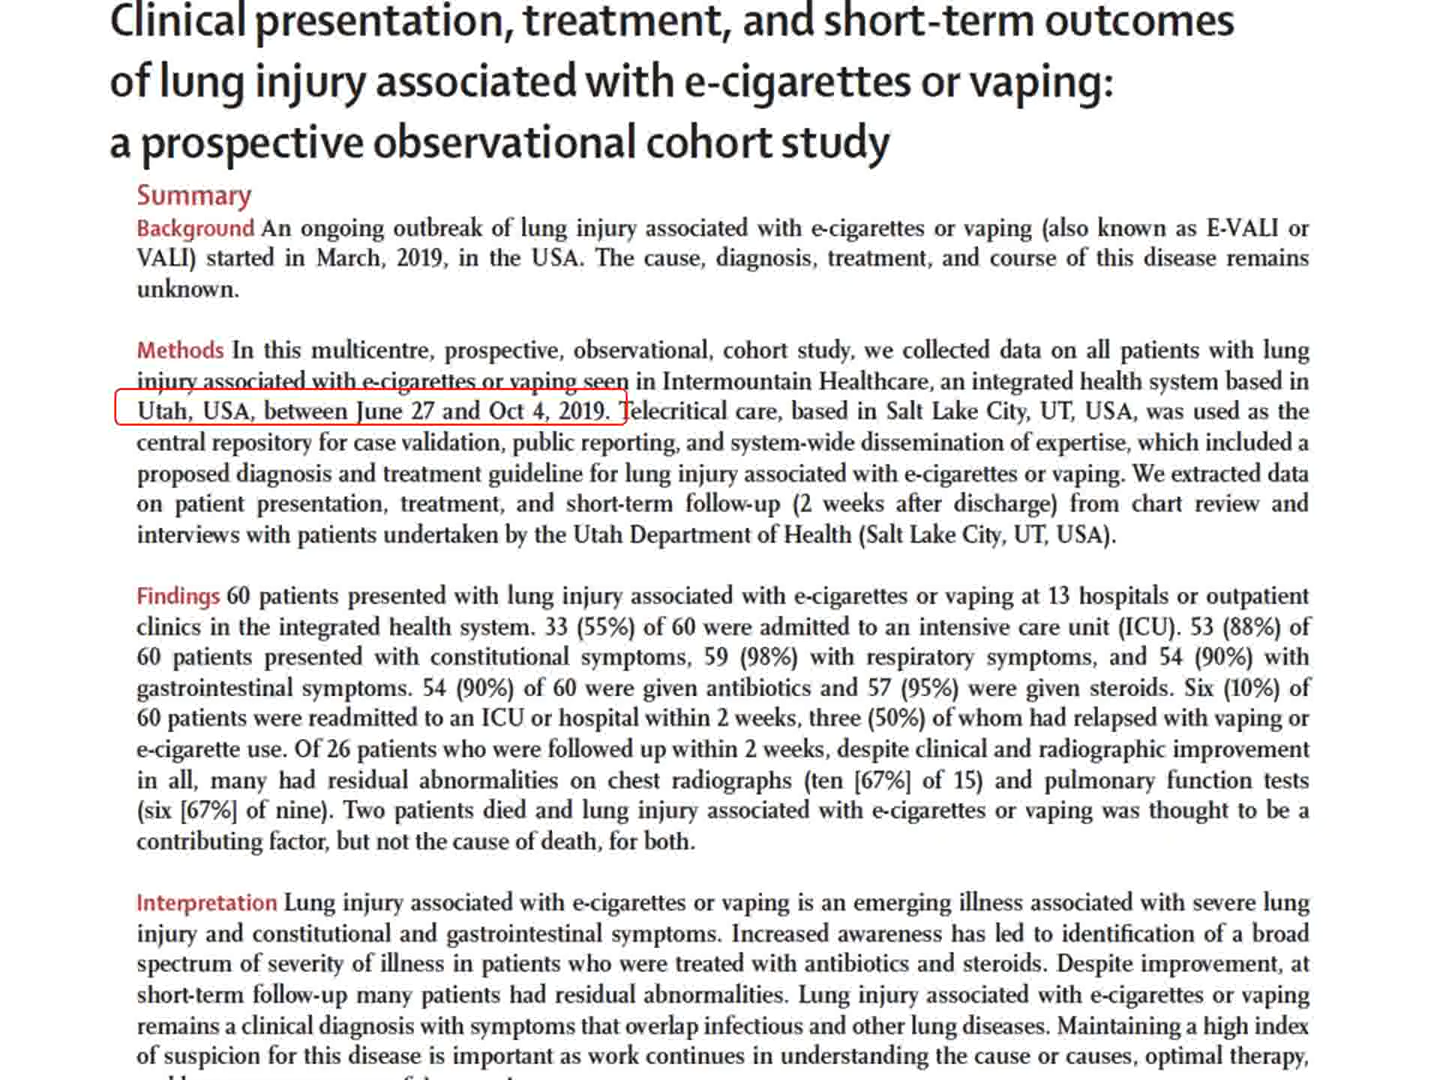 Clinical presentation, treatment, and short-term outcomes
of lung injury associated with e-cigarettes or vaping:
a prospective observational cohort study
Summary
Background An ongoing outbreak of lung injury associated with e-cigarettes or vaping (also known as E-VALI or
VALI) started in March, 2019, in the USA. The cause, diagnosis, treatment, and course of this disease remains
unknown.
Methods In this multicentre, prospective, observational, cohort study, we collected data on all patients with lung
injury associated with e-cigarettes or vaping seen in Intermountain Healthcare, an integrated health system based in
Utah, USA, between June 27 and Oct 4, 2019. Telecritical care, based in Salt Lake City, UT, USA, was used as the
central repository for case validation, public reporting, and system-wide dissemination of expertise, which included a
proposed diagnosis and treatment guideline for lung injury associated with e-cigarettes or vaping. We extracted data
on patient presentation, treatment, and short-term follow-up (2 weeks after discharge) from chart review and
interviews with patients undertaken by the Utah Department of Health (Salt Lake City, UT, USA).
Findings 60 patients presented with lung injury associated with e-cigarettes or vaping at 13 hospitals or outpatient
clinics in the integrated health system. 33 (55%) of 60 were admitted to an intensive care unit (ICU). 53 (88%) of
60 patients presented with constitutional symptoms, 59 (98%) with respiratory symptoms, and 54 (90%) with
gastrointestinal symptoms. 54 (90%) of 60 were given antibiotics and 57 (95%) were given steroids. Six (10%) of
60 patients were readmitted to an ICU or hospital within 2 weeks, three (50%) of whom had relapsed with vaping or
e-cigarette use. Of 26 patients who were followed up within 2 weeks, despite clinical and radiographic improvement
in all, many had residual abnormalities on chest radiographs (ten [67%] of 15) and pulmonary function tests
(six [67%] of nine). Two patients died and lung injury associated with e-cigarettes or vaping was thought to be a
contributing factor, but not the cause of death, for both.
Interpretation Lung injury associated with e-cigarettes or vaping is an emerging illness associated with severe lung
injury and constitutional and gastrointestinal symptoms. Increased awareness has led to identification of a broad
spectrum of severity of illness in patients who were treated with antibiotics and steroids. Despite improvement, at
short-term follow-up many patients had residual abnormalities. Lung injury associated with e-cigarettes or vaping
remains a clinical diagnosis with symptoms that overlap infectious and other lung diseases. Maintaining a high index
of suspicion for this disease is important as work continues in understanding the cause or causes, optimal therapy,